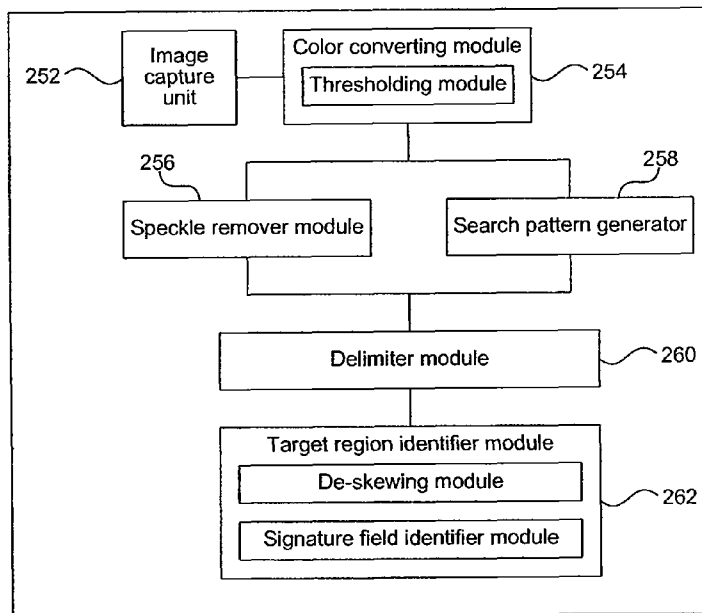 Image
capture
unit
252
Color converting module
Thresholding module
254
256
Speckle remover module
258
Search pattern generator
Delimiter module
260
Target region identifier module
De-skewing module
Signature field identifier module
262